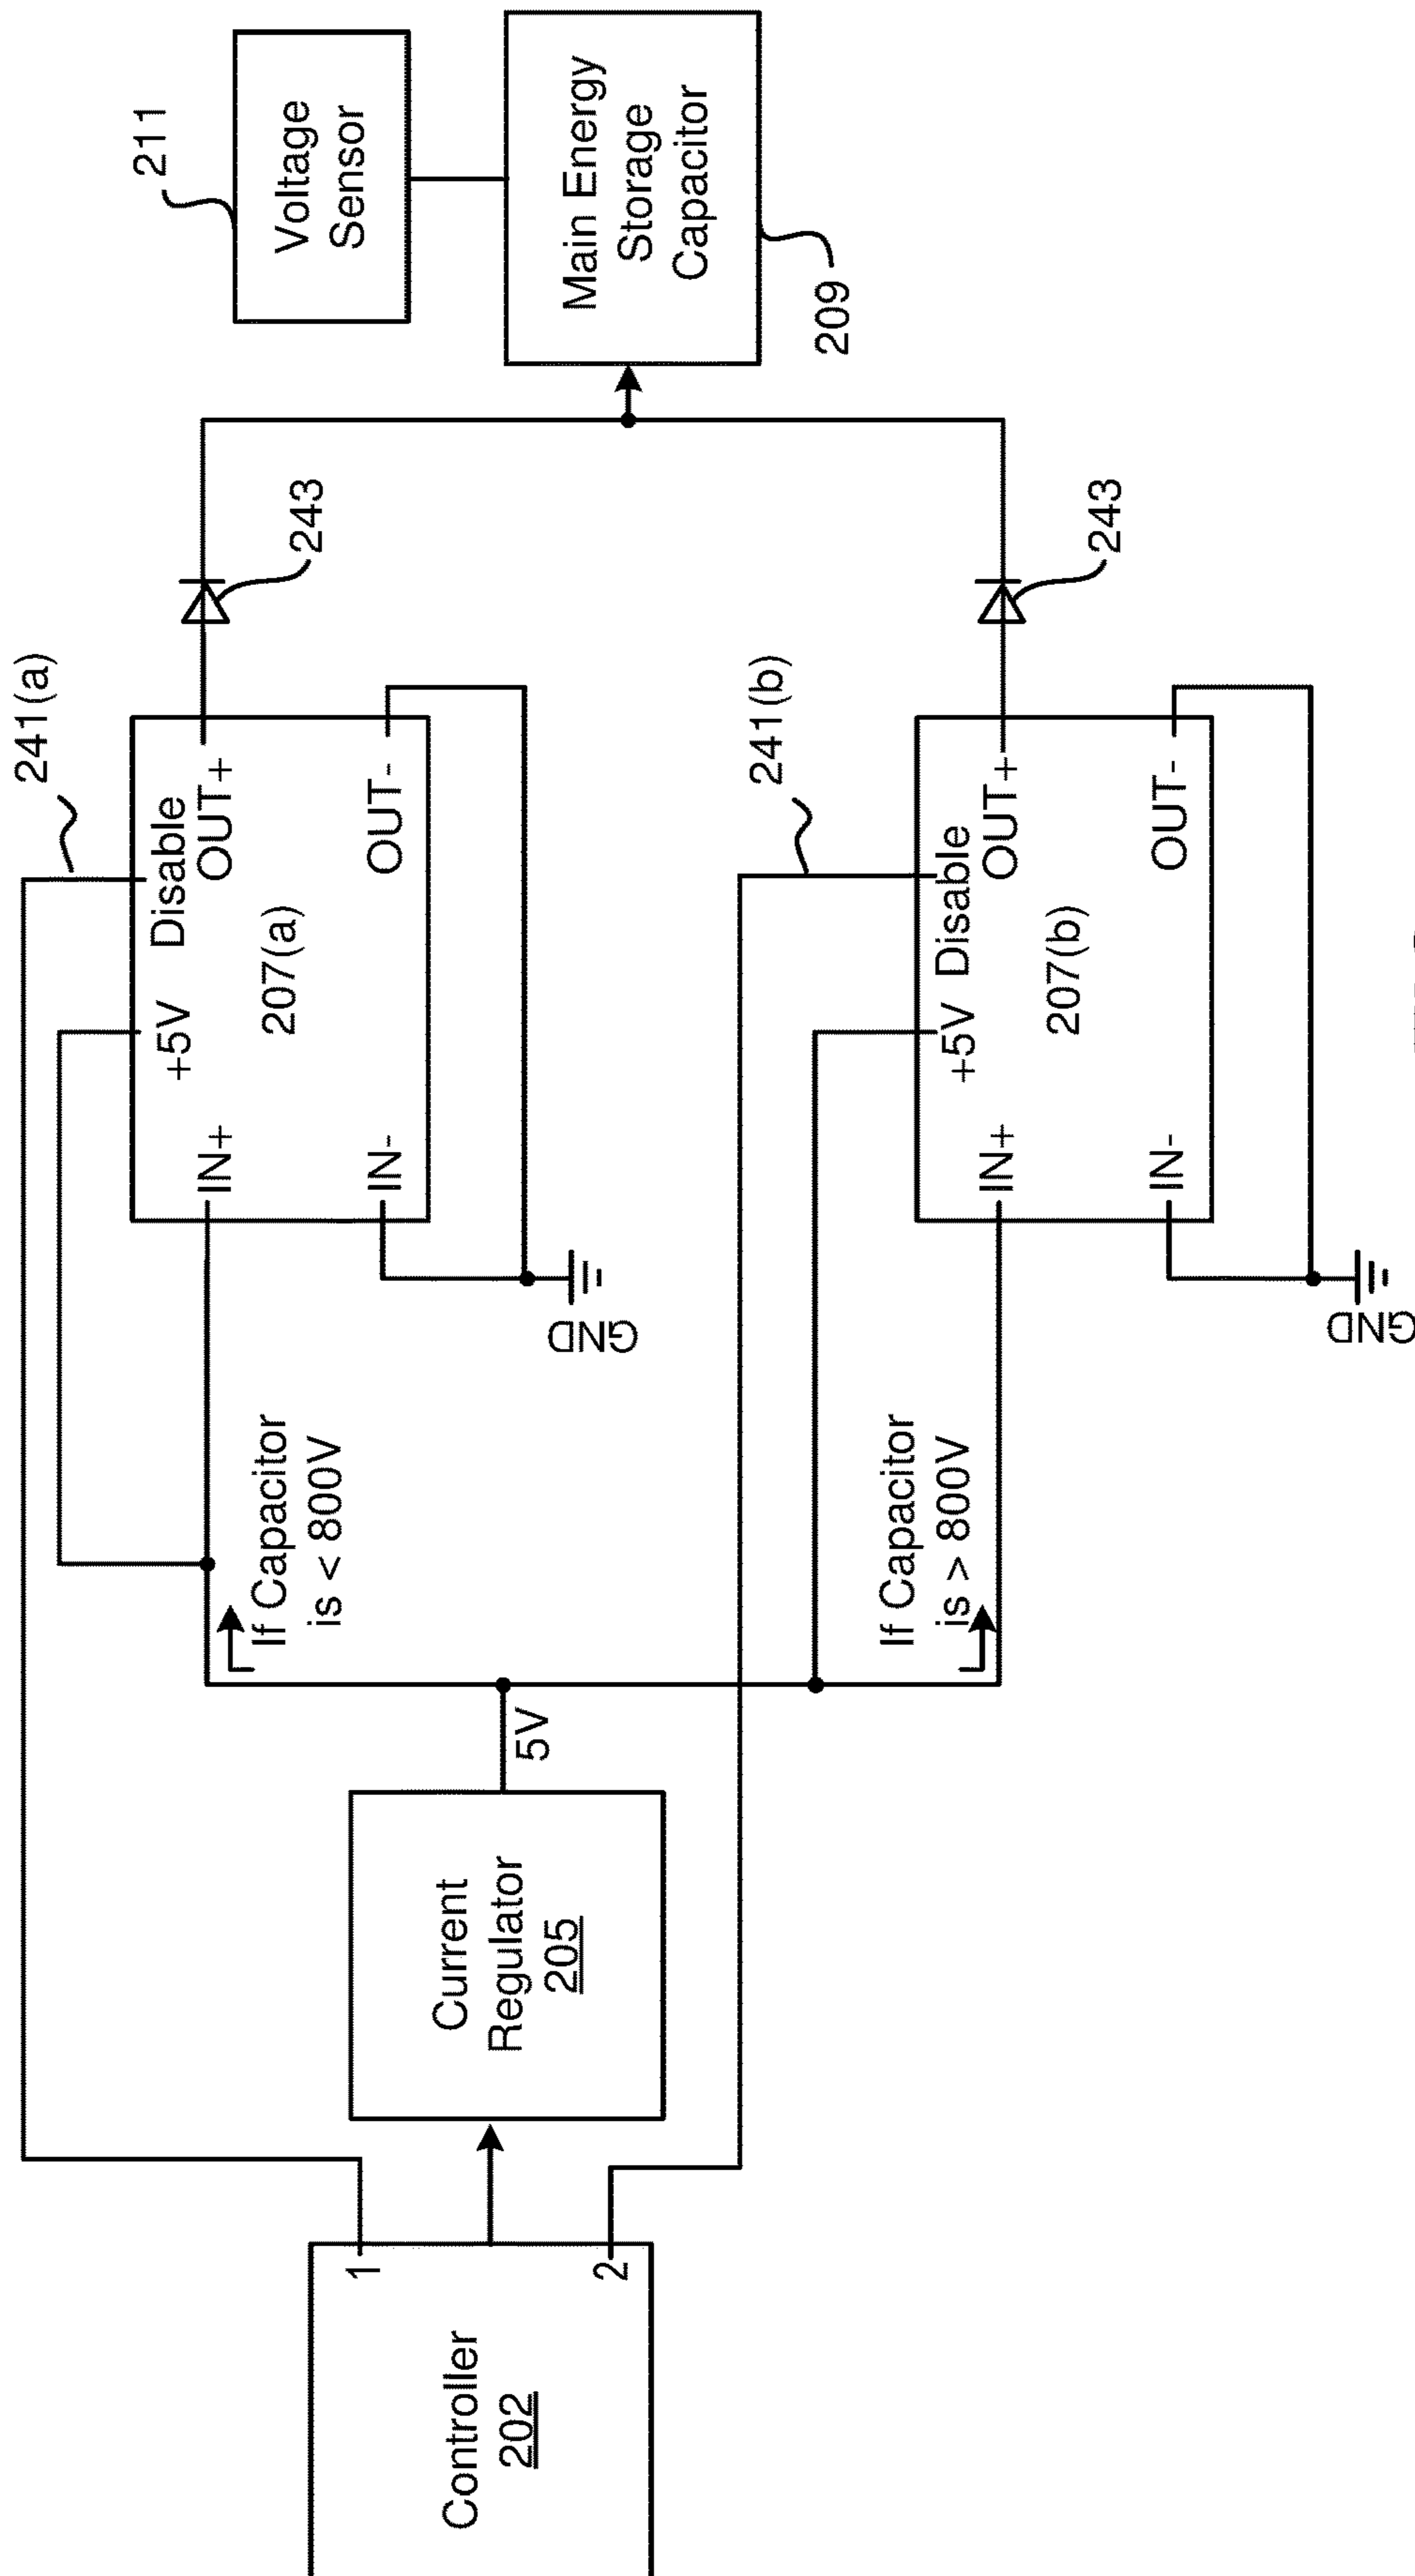 Controller
202
1
2
Current
Regulator
205
5V
If Capacitor
is < 800V
If Capacitor
is > 800V
241(a)
IN+
+5V
Disable
OUT+
207(a)
IN-
OUT-
GND
243
241(b)
IN+
+5V
Disable
OUT+
207(b)
IN-
OUT-
GND
243
211
Voltage
Sensor
Main Energy
Storage
Capacitor
209